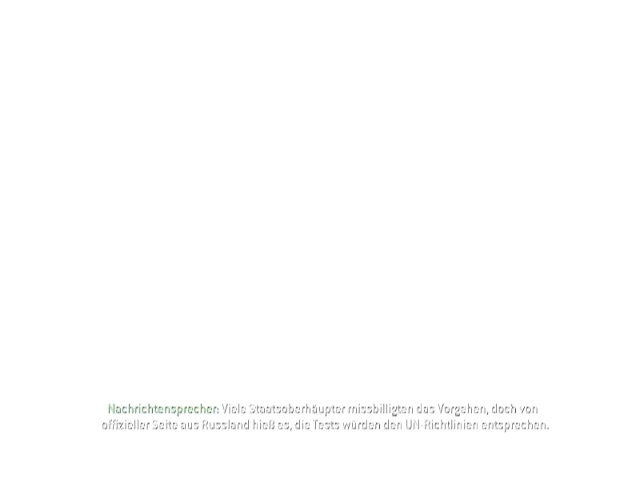 Nachrichtensprecher: Viele Staatsoberhäupter missbilligten das Vorgehen, doch von
offizieller Seite aus Russland hieß es, die Tests würden den UN-Richtlinien entsprechen.